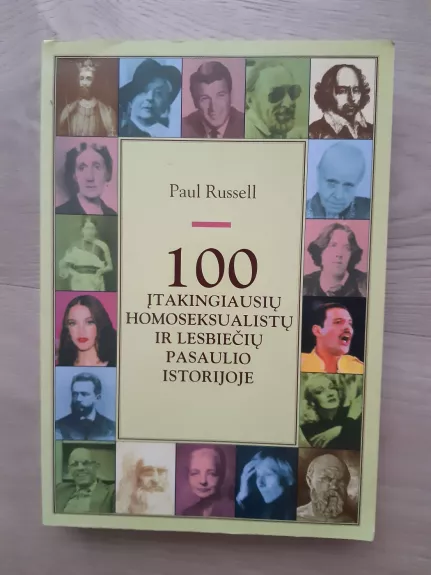 Paul Russell
100
ĮTAKINGIAUSIŲ
HOMOSEKSUALISTŲ
IR LESBIEČIŲ
PASAULIO
ISTORIJOJE